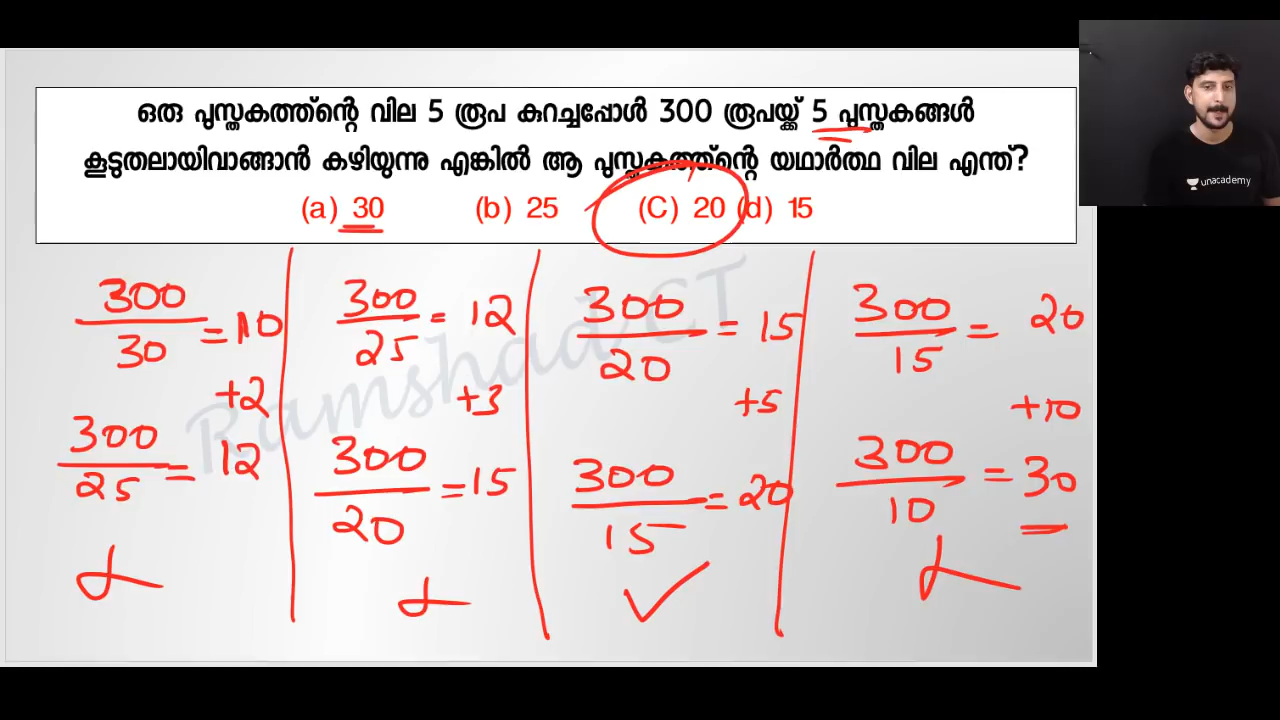 ഒരു പുസ്തകത്ത്ന്റെ വില 5 രൂപ കുറച്ചപ്പോൾ 300 രൂപയ്ക്ക് 5 പുസ്തകങ്ങൾ
കൂടുതലായിവാങ്ങാൻ കഴിയുന്നു എങ്കിൽ ആ പുസ്തകത്ത്ന്റെ യഥാർത്ഥ വില എന്ത്?
(a) 30 (b) 25 (C) 20 (d) 15
300/30 = 10
+2
300/25 = 12
300/25 = 12
+3
300/20 = 15
300/20 = 15
+5
300/15 = 20
300/15 = 20
+10
300/10 = 30
Ramshad CT
unacademy